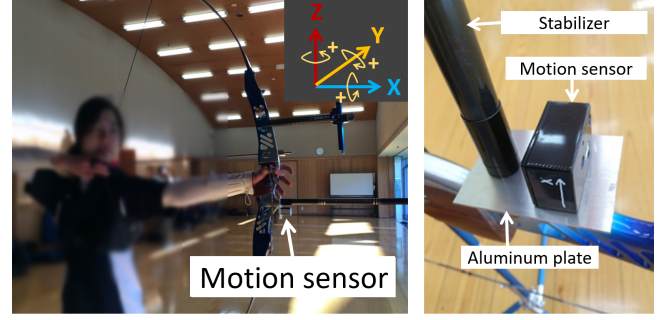 Z
Y
+
+
X
+
Motion sensor
Stabilizer
Motion sensor
X
Aluminum plate